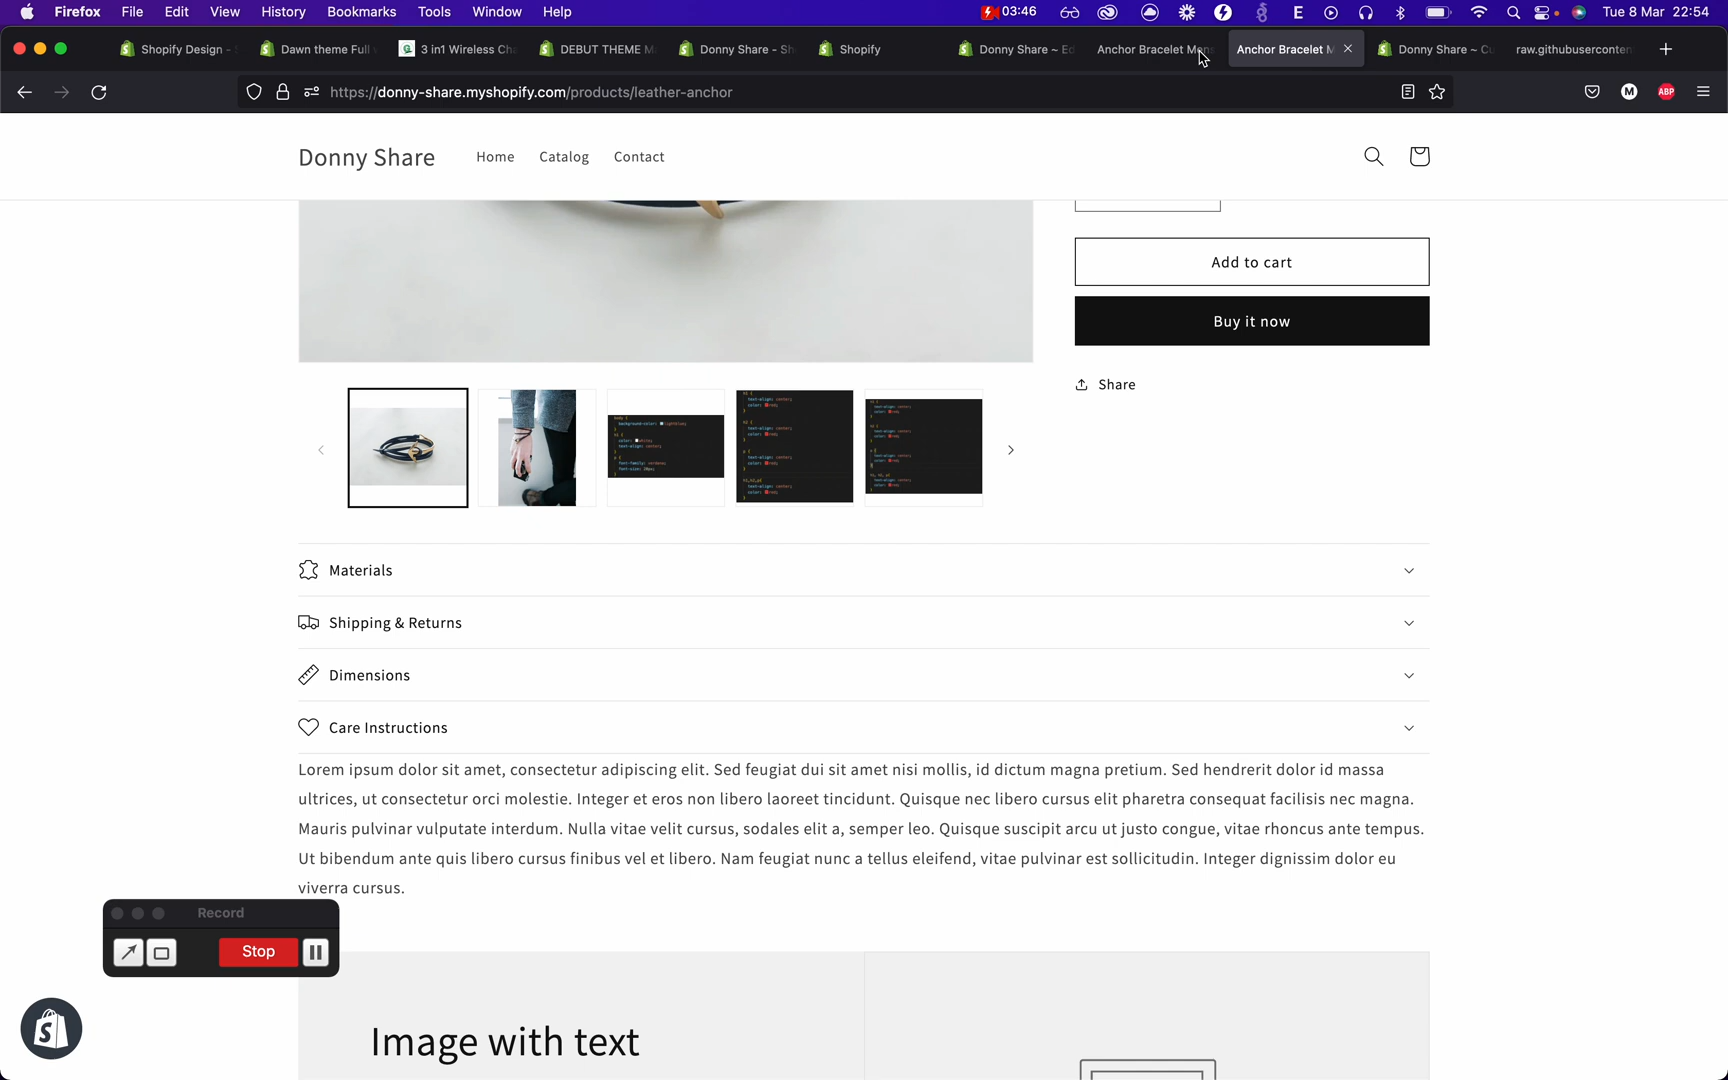 Firefox File Edit View History Bookmarks Tools Window Help 03:46 E Tue 8 Mar 22:54
Shopify Design - Dawn theme Full 3 in1 Wireless Ch DEBUT THEME M Donny Share - Sh Shopify Donny Share ~ Ed Anchor Bracelet Mens Anchor Bracelet M Donny Share ~ Cu raw.githubusercontent
https://donny-share.myshopify.com/products/leather-anchor M ABP
Donny Share Home Catalog Contact
Add to cart
Buy it now
Share
Materials
Shipping & Returns
Dimensions
Care Instructions
Lorem ipsum dolor sit amet, consectetur adipiscing elit. Sed feugiat dui sit amet nisi mollis, id dictum magna pretium. Sed hendrerit dolor id massa
ultrices, ut consectetur orci molestie. Integer et eros non libero laoreet tincidunt. Quisque nec libero cursus elit pharetra consequat facilisis nec magna.
Mauris pulvinar vulputate interdum. Nulla vitae velit cursus, sodales elit a, semper leo. Quisque suscipit arcu ut justo congue, vitae rhoncus ante tempus.
Ut bibendum ante quis libero cursus finibus vel et libero. Nam feugiat nunc a tellus eleifend, vitae pulvinar est sollicitudin. Integer dignissim dolor eu
viverra cursus.
Record
Stop
Image with text